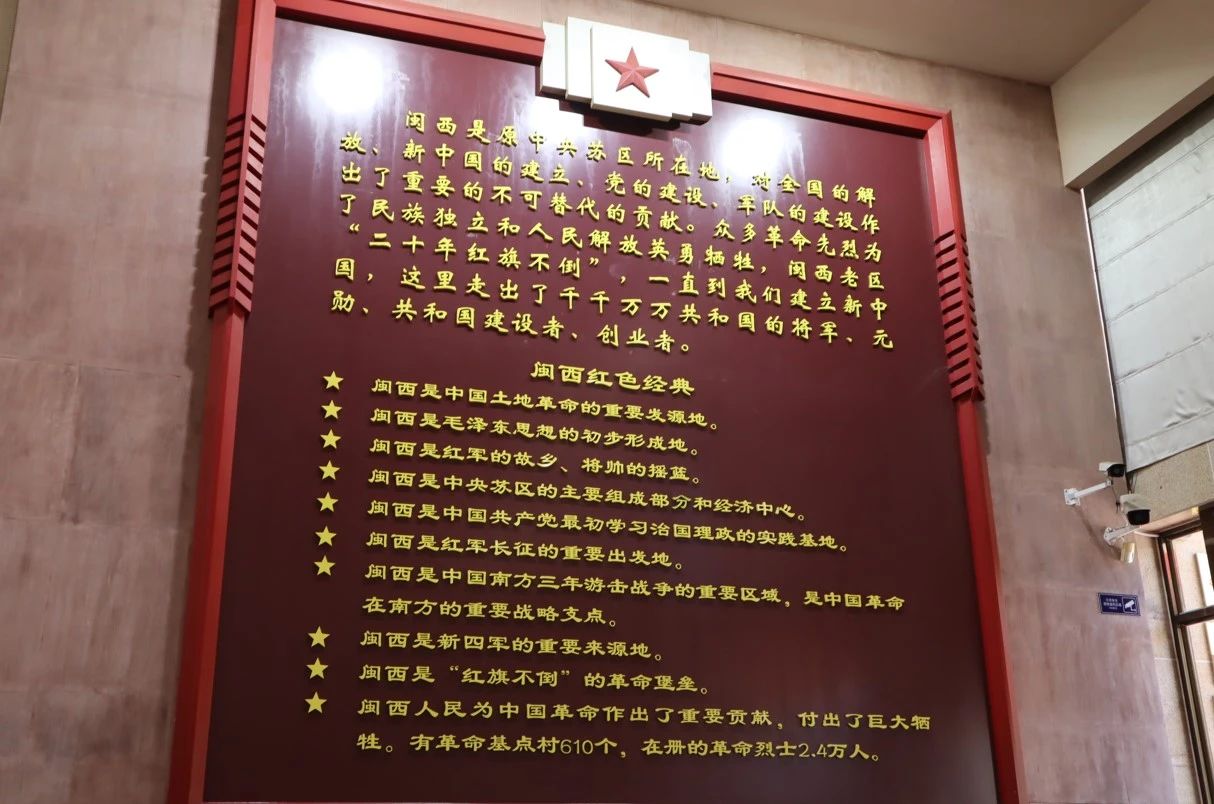 闽西是原中央苏区所在地，对全国的解
放、新中国的建立、党的建设、军队的建设作
出了重要的不可替代的贡献。众多革命先烈为
了民族独立和人民解放英勇牺牲，闽西老区
“二十年红旗不倒”，一直到我们建立新中
国，这里走出了千千万万共和国的将军、元
勋、共和国建设者、创业者。
闽西红色经典
★ 闽西是中国土地革命的重要发源地。
★ 闽西是毛泽东思想的初步形成地。
★ 闽西是红军的故乡、将帅的摇蓝。
★ 闽西是中央苏区的主要组成部分和经济中心。
★ 闽西是中国共产党最初学习治国理政的实践基地。
★ 闽西是红军长征的重要出发地。
★ 闽西是中国南方三年游击战争的重要区域，是中国革命
在南方的重要战略支点。
★ 闽西是新四军的重要来源地。
★ 闽西是“红旗不倒”的革命堡垒。
★ 闽西人民为中国革命作出了重要贡献，付出了巨大牺
牲。有革命基点村610个，在册的革命烈士2.4万人。